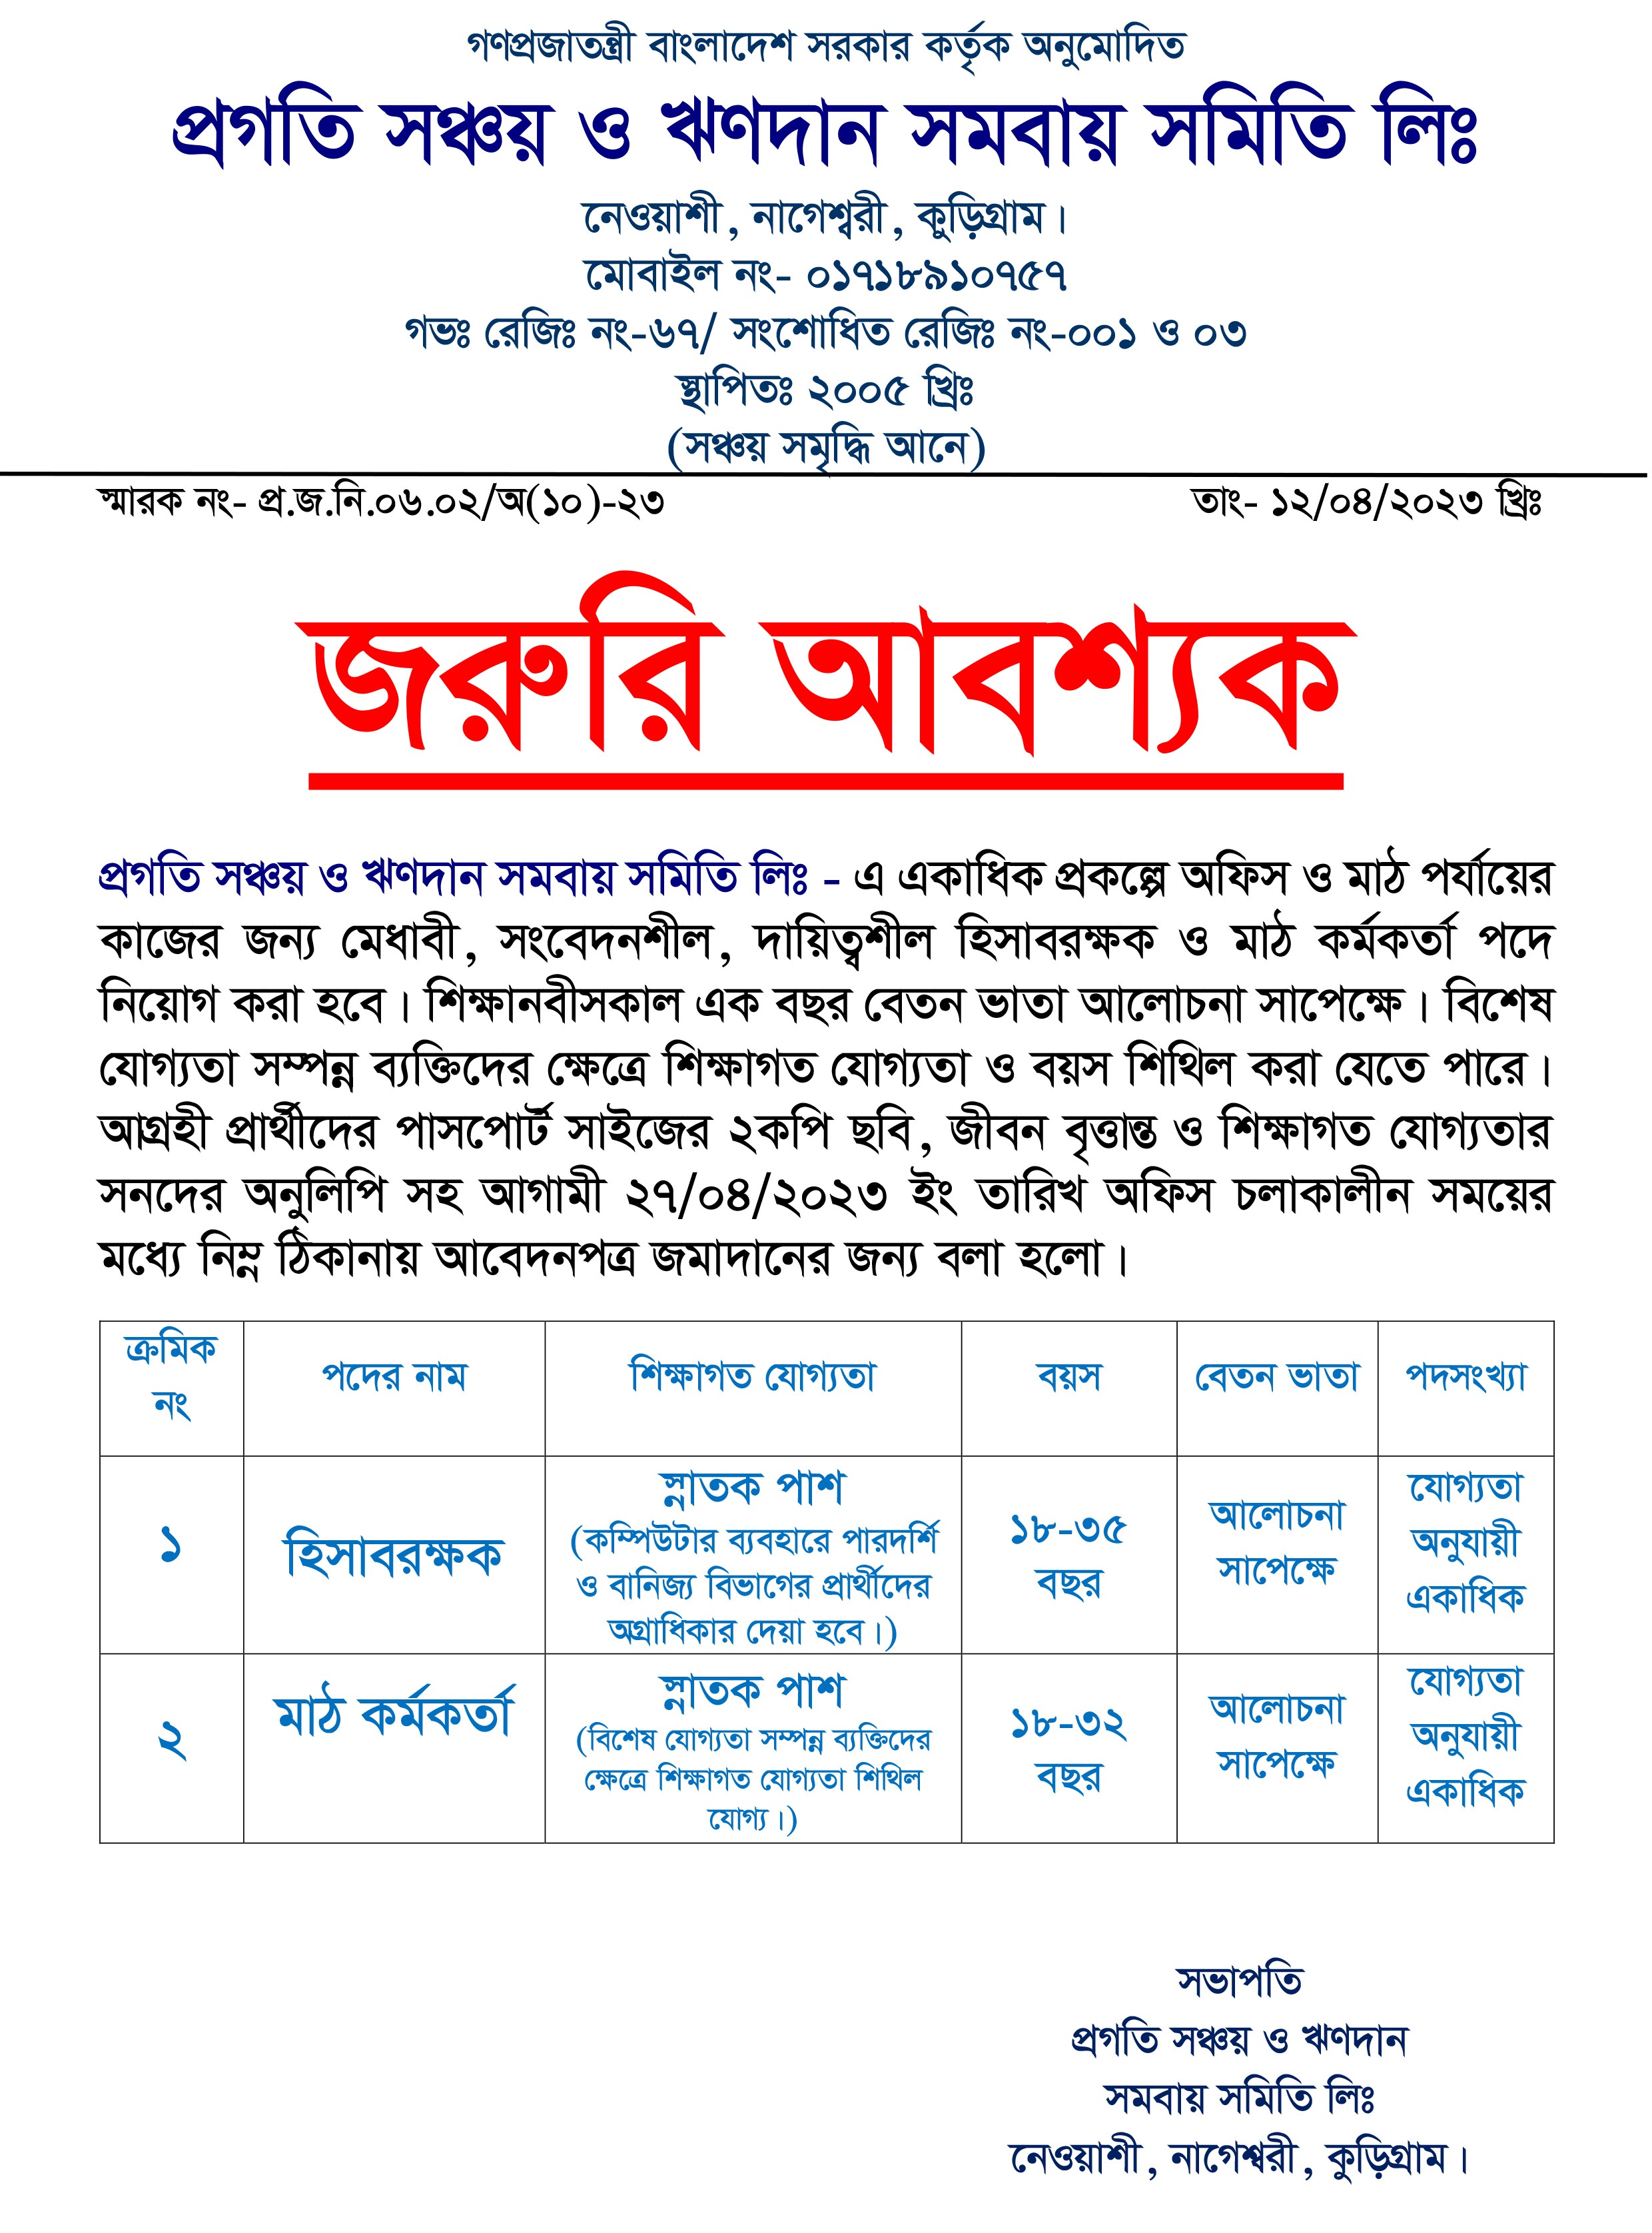 গণপ্রজাতন্ত্রী বাংলাদেশ সরকার কর্তৃক অনুমোদিত
প্রগতি সঞ্চয় ও ঋণদান সমবায় সমিতি লিঃ
নেওয়াশী, নাগেশ্বরী, কুড়িগ্রাম।
মোবাইল নং- ০১৭১৮৯১০৭৫৭
গভঃ রেজিঃ নং-৬৭/ সংশোধিত রেজিঃ নং-০০১ ও ০৩
স্থাপিতঃ ২০০৫ খ্রিঃ
(সঞ্চয় সমৃদ্ধি আনে)
স্মারক নং- প্র.জ.নি.০৬.০২/অ(১০)-২৩ তাং- ১২/০৪/২০২৩ খ্রিঃ
জরুরি আবশ্যক
প্রগতি সঞ্চয় ও ঋণদান সমবায় সমিতি লিঃ - এ একাধিক প্রকল্পে অফিস ও মাঠ পর্যায়ের
কাজের জন্য মেধাবী, সংবেদনশীল, দায়িত্বশীল হিসাবরক্ষক ও মাঠ কর্মকর্তা পদে
নিয়োগ করা হবে। শিক্ষানবীসকাল এক বছর বেতন ভাতা আলোচনা সাপেক্ষে। বিশেষ
যোগ্যতা সম্পন্ন ব্যক্তিদের ক্ষেত্রে শিক্ষাগত যোগ্যতা ও বয়স শিথিল করা যেতে পারে।
আগ্রহী প্রার্থীদের পাসপোর্ট সাইজের ২কপি ছবি, জীবন বৃত্তান্ত ও শিক্ষাগত যোগ্যতার
সনদের অনুলিপি সহ আগামী ২৭/০৪/২০২৩ ইং তারিখ অফিস চলাকালীন সময়ের
মধ্যে নিম্ন ঠিকানায় আবেদনপত্র জমাদানের জন্য বলা হলো।
ক্রমিক
নং
পদের নাম
শিক্ষাগত যোগ্যতা
বয়স
বেতন ভাতা
পদসংখ্যা
১
হিসাবরক্ষক
স্নাতক পাশ
(কম্পিউটার ব্যবহারে পারদর্শি
ও বানিজ্য বিভাগের প্রার্থীদের
অগ্রাধিকার দেয়া হবে।)
১৮-৩৫
বছর
আলোচনা
সাপেক্ষে
যোগ্যতা
অনুযায়ী
একাধিক
২
মাঠ কর্মকর্তা
স্নাতক পাশ
(বিশেষ যোগ্যতা সম্পন্ন ব্যক্তিদের
ক্ষেত্রে শিক্ষাগত যোগ্যতা শিথিল
যোগ্য।)
১৮-৩২
বছর
আলোচনা
সাপেক্ষে
যোগ্যতা
অনুযায়ী
একাধিক
সভাপতি
প্রগতি সঞ্চয় ও ঋণদান
সমবায় সমিতি লিঃ
নেওয়াশী, নাগেশ্বরী, কুড়িগ্রাম।